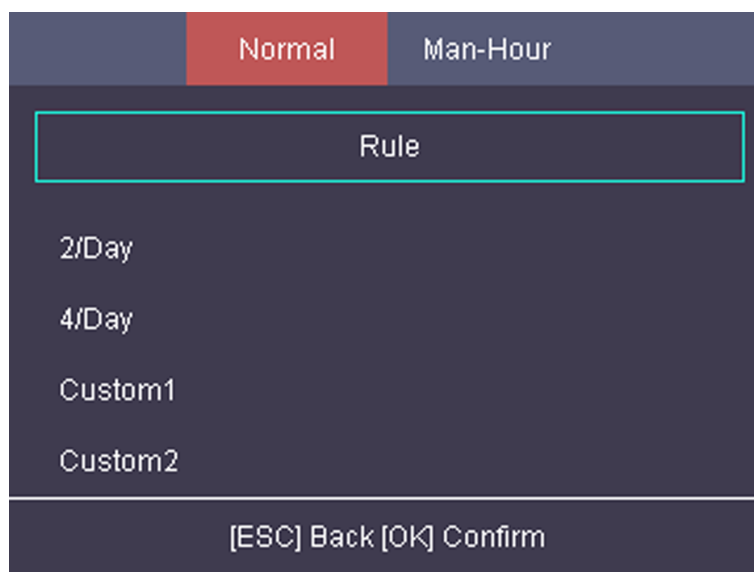 Normal Man-Hour
Rule
2/Day
4/Day
Custom1
Custom2
[ESC] Back [OK] Confirm